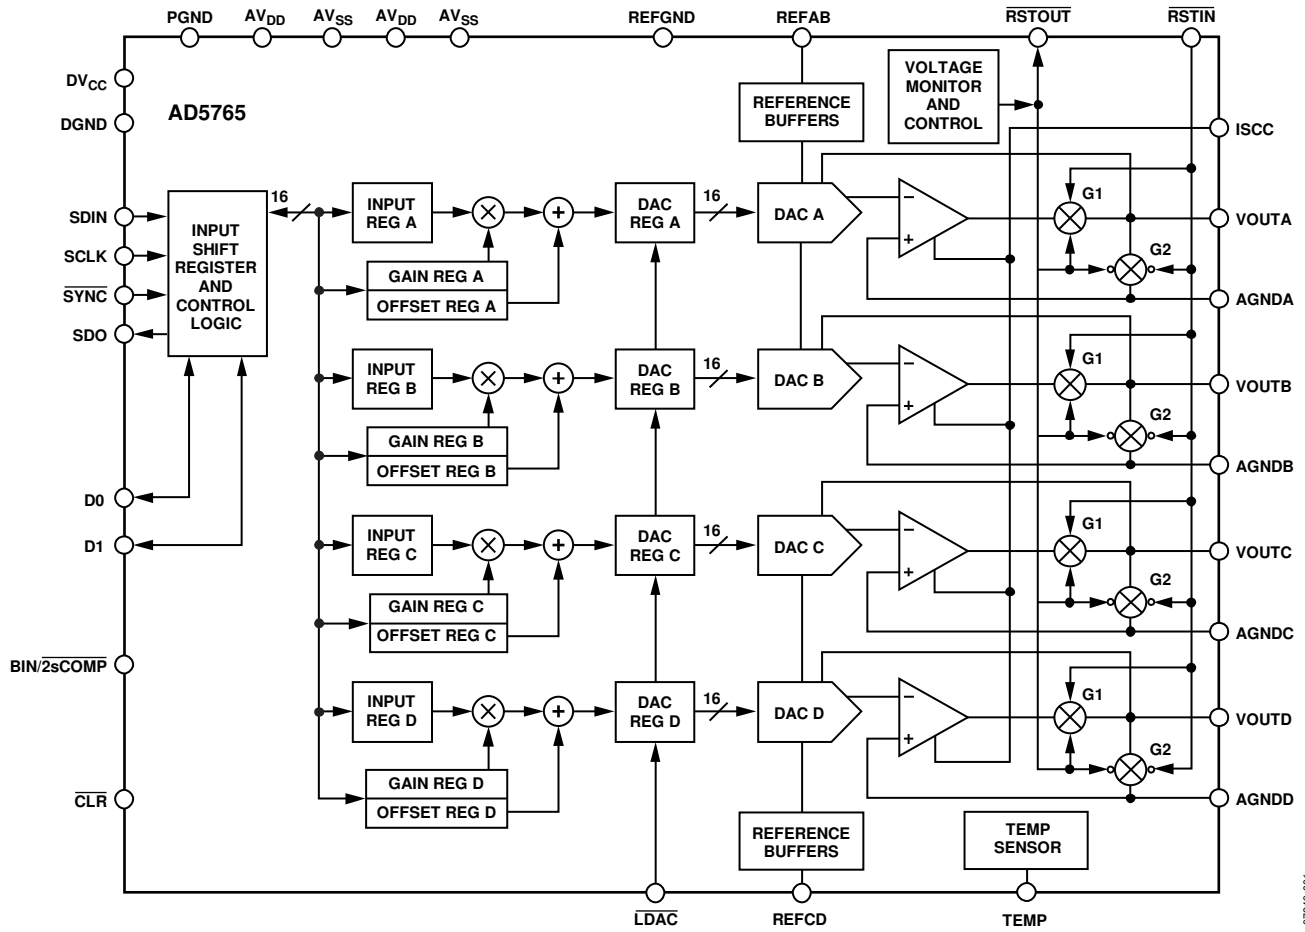 PGND AVDD AVSS AVDD AVSS REFGND REFAB RSTOUT RSTIN
DVCC
DGND
AD5765
REFERENCE
BUFFERS
VOLTAGE
MONITOR
AND
CONTROL
ISCC
SDIN
SCLK
SYNC
SDO
INPUT
SHIFT
REGISTER
AND
CONTROL
LOGIC
16
INPUT
REG A
×
+
GAIN REG A
OFFSET REG A
DAC
REG A
16
DAC A
−
+
G1
G2
VOUTA
AGNDA
INPUT
REG B
×
+
GAIN REG B
OFFSET REG B
DAC
REG B
16
DAC B
−
+
G1
G2
VOUTB
AGNDB
D0
D1
INPUT
REG C
×
+
GAIN REG C
OFFSET REG C
DAC
REG C
16
DAC C
−
+
G1
G2
VOUTC
AGNDC
BIN/2sCOMP
INPUT
REG D
×
+
GAIN REG D
OFFSET REG D
DAC
REG D
16
DAC D
−
+
G1
G2
VOUTD
AGNDD
CLR
REFERENCE
BUFFERS
TEMP
SENSOR
LDAC REFCD TEMP